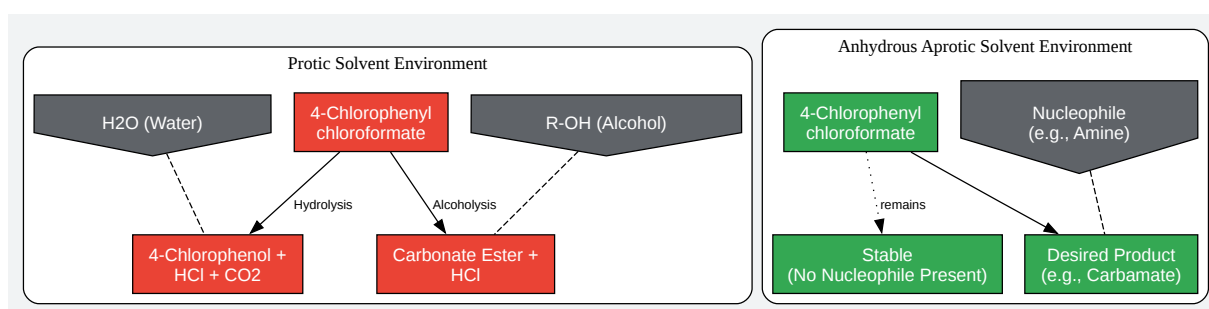 Protic Solvent Environment
H2O (Water)
4-Chlorophenyl
chloroformate
R-OH (Alcohol)
Hydrolysis
Alcoholysis
4-Chlorophenol +
HCl + CO2
Carbonate Ester +
HCl
Anhydrous Aprotic Solvent Environment
4-Chlorophenyl
chloroformate
Nucleophile
(e.g., Amine)
remains
Stable
(No Nucleophile Present)
Desired Product
(e.g., Carbamate)